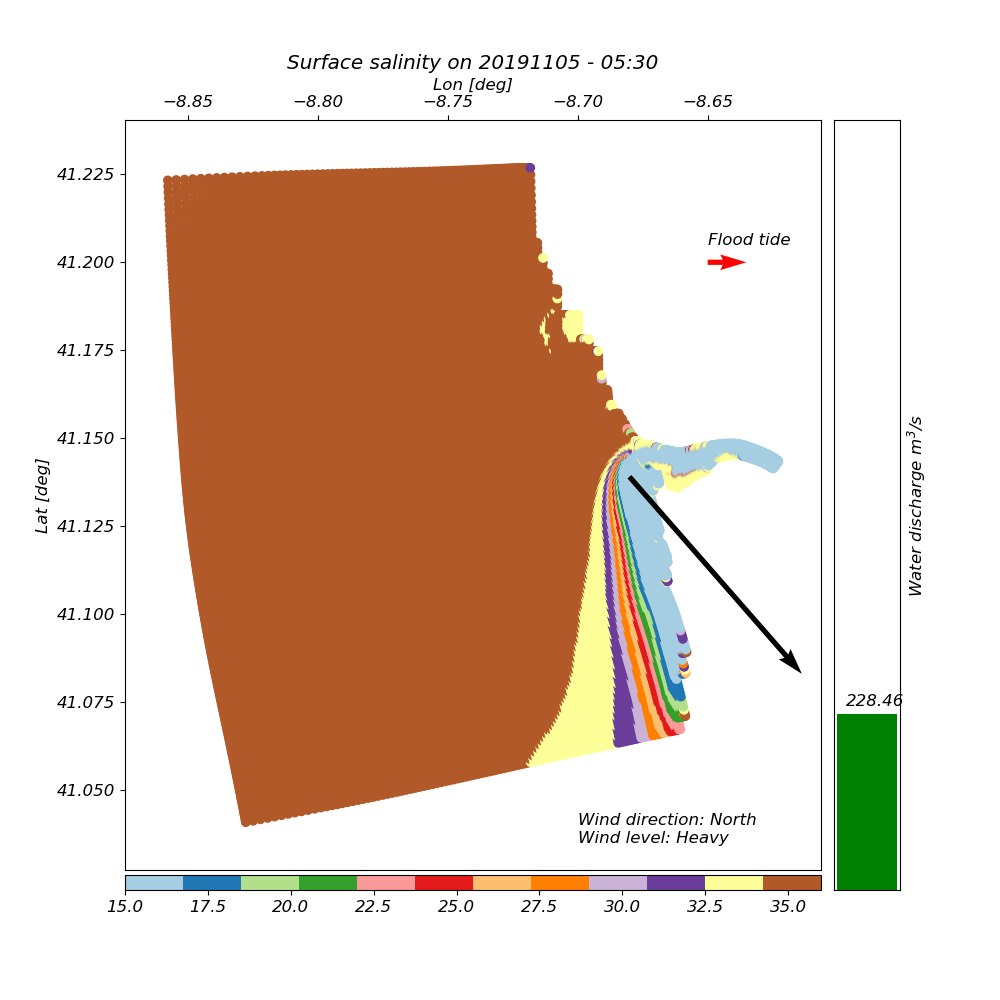 Surface salinity on 20191105 - 05:30
Lon [deg]
−8.85 −8.80 −8.75 −8.70 −8.65
41.225
41.200
41.175
41.150
41.125
41.100
41.075
41.050
Lat [deg]
Flood tide
Wind direction: North
Wind level: Heavy
228.46
Water discharge m³/s
15.0 17.5 20.0 22.5 25.0 27.5 30.0 32.5 35.0